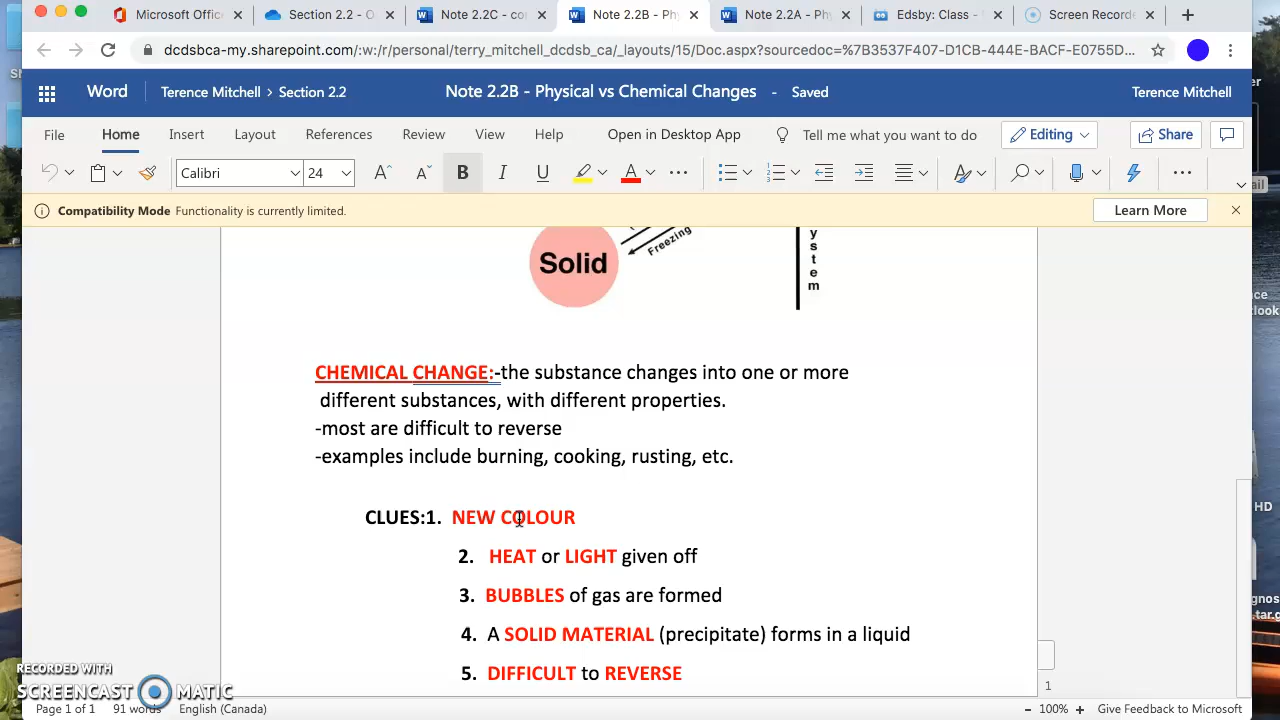 Microsoft Offic
Section 2.2 - O
Note 2.2C - co
Note 2.2B - Phy
Note 2.2A - my
Edsby: Class -
Screen Recorde
dcdsbca-my.sharepoint.com/:w:/r/personal/terry_mitchell_dcdsb_ca/_layouts/15/Doc.aspx?sourcedoc=%7B3537F407-D1CB-444E-BACF-E0755D...
Word Terence Mitchell > Section 2.2 Note 2.2B - Physical vs Chemical Changes - Saved Terence Mitchell
File Home Insert Layout References Review View Help Open in Desktop App Tell me what you want to do Editing Share
Calibri 24 A A B I U A
Compatibility Mode Functionality is currently limited. Learn More
Freezing
Solid
y
s
t
e
m
CHEMICAL CHANGE:-the substance changes into one or more
different substances, with different properties.
-most are difficult to reverse
-examples include burning, cooking, rusting, etc.
CLUES:1. NEW COLOUR
2. HEAT or LIGHT given off
3. BUBBLES of gas are formed
4. A SOLID MATERIAL (precipitate) forms in a liquid
5. DIFFICULT to REVERSE
1
HD
RECORDED WITH
SCREENCAST MATIC
Page 1 of 1 91 words English (Canada) - 100% + Give Feedback to Microsoft